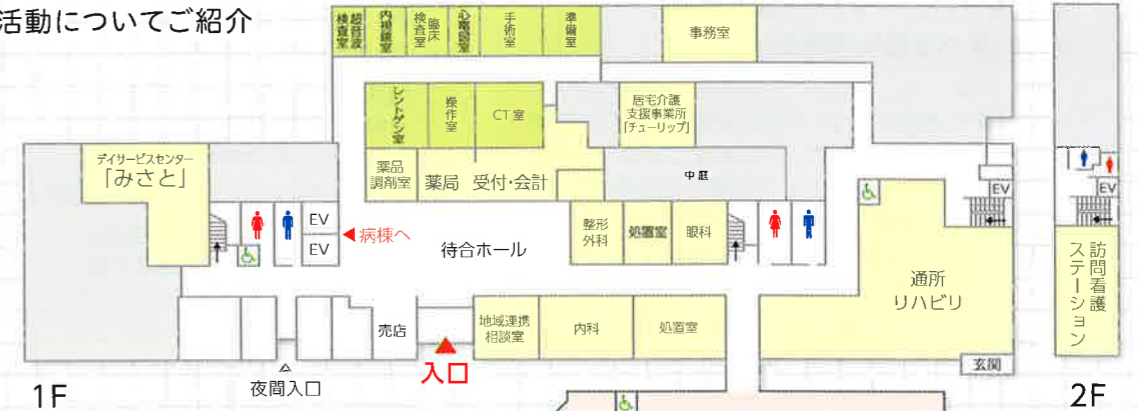 活動についてご紹介
超音波
検査室
内視鏡室
臨床
検査室
心電図室
手術室
準備室
事務室
レントゲン室
操作室
CT室
居宅介護
支援事業所
「チューリップ」
デイサービスセンター
「みさと」
薬品
調剤室
薬局 受付・会計
中庭
EV
EV
病棟へ
待合ホール
整形
外科
処置室
眼科
EV
通所
リハビリ
売店
地域連携
相談室
内科
処置室
入口
夜間入口
玄関
1F
EV
訪問看護
ステーション
2F